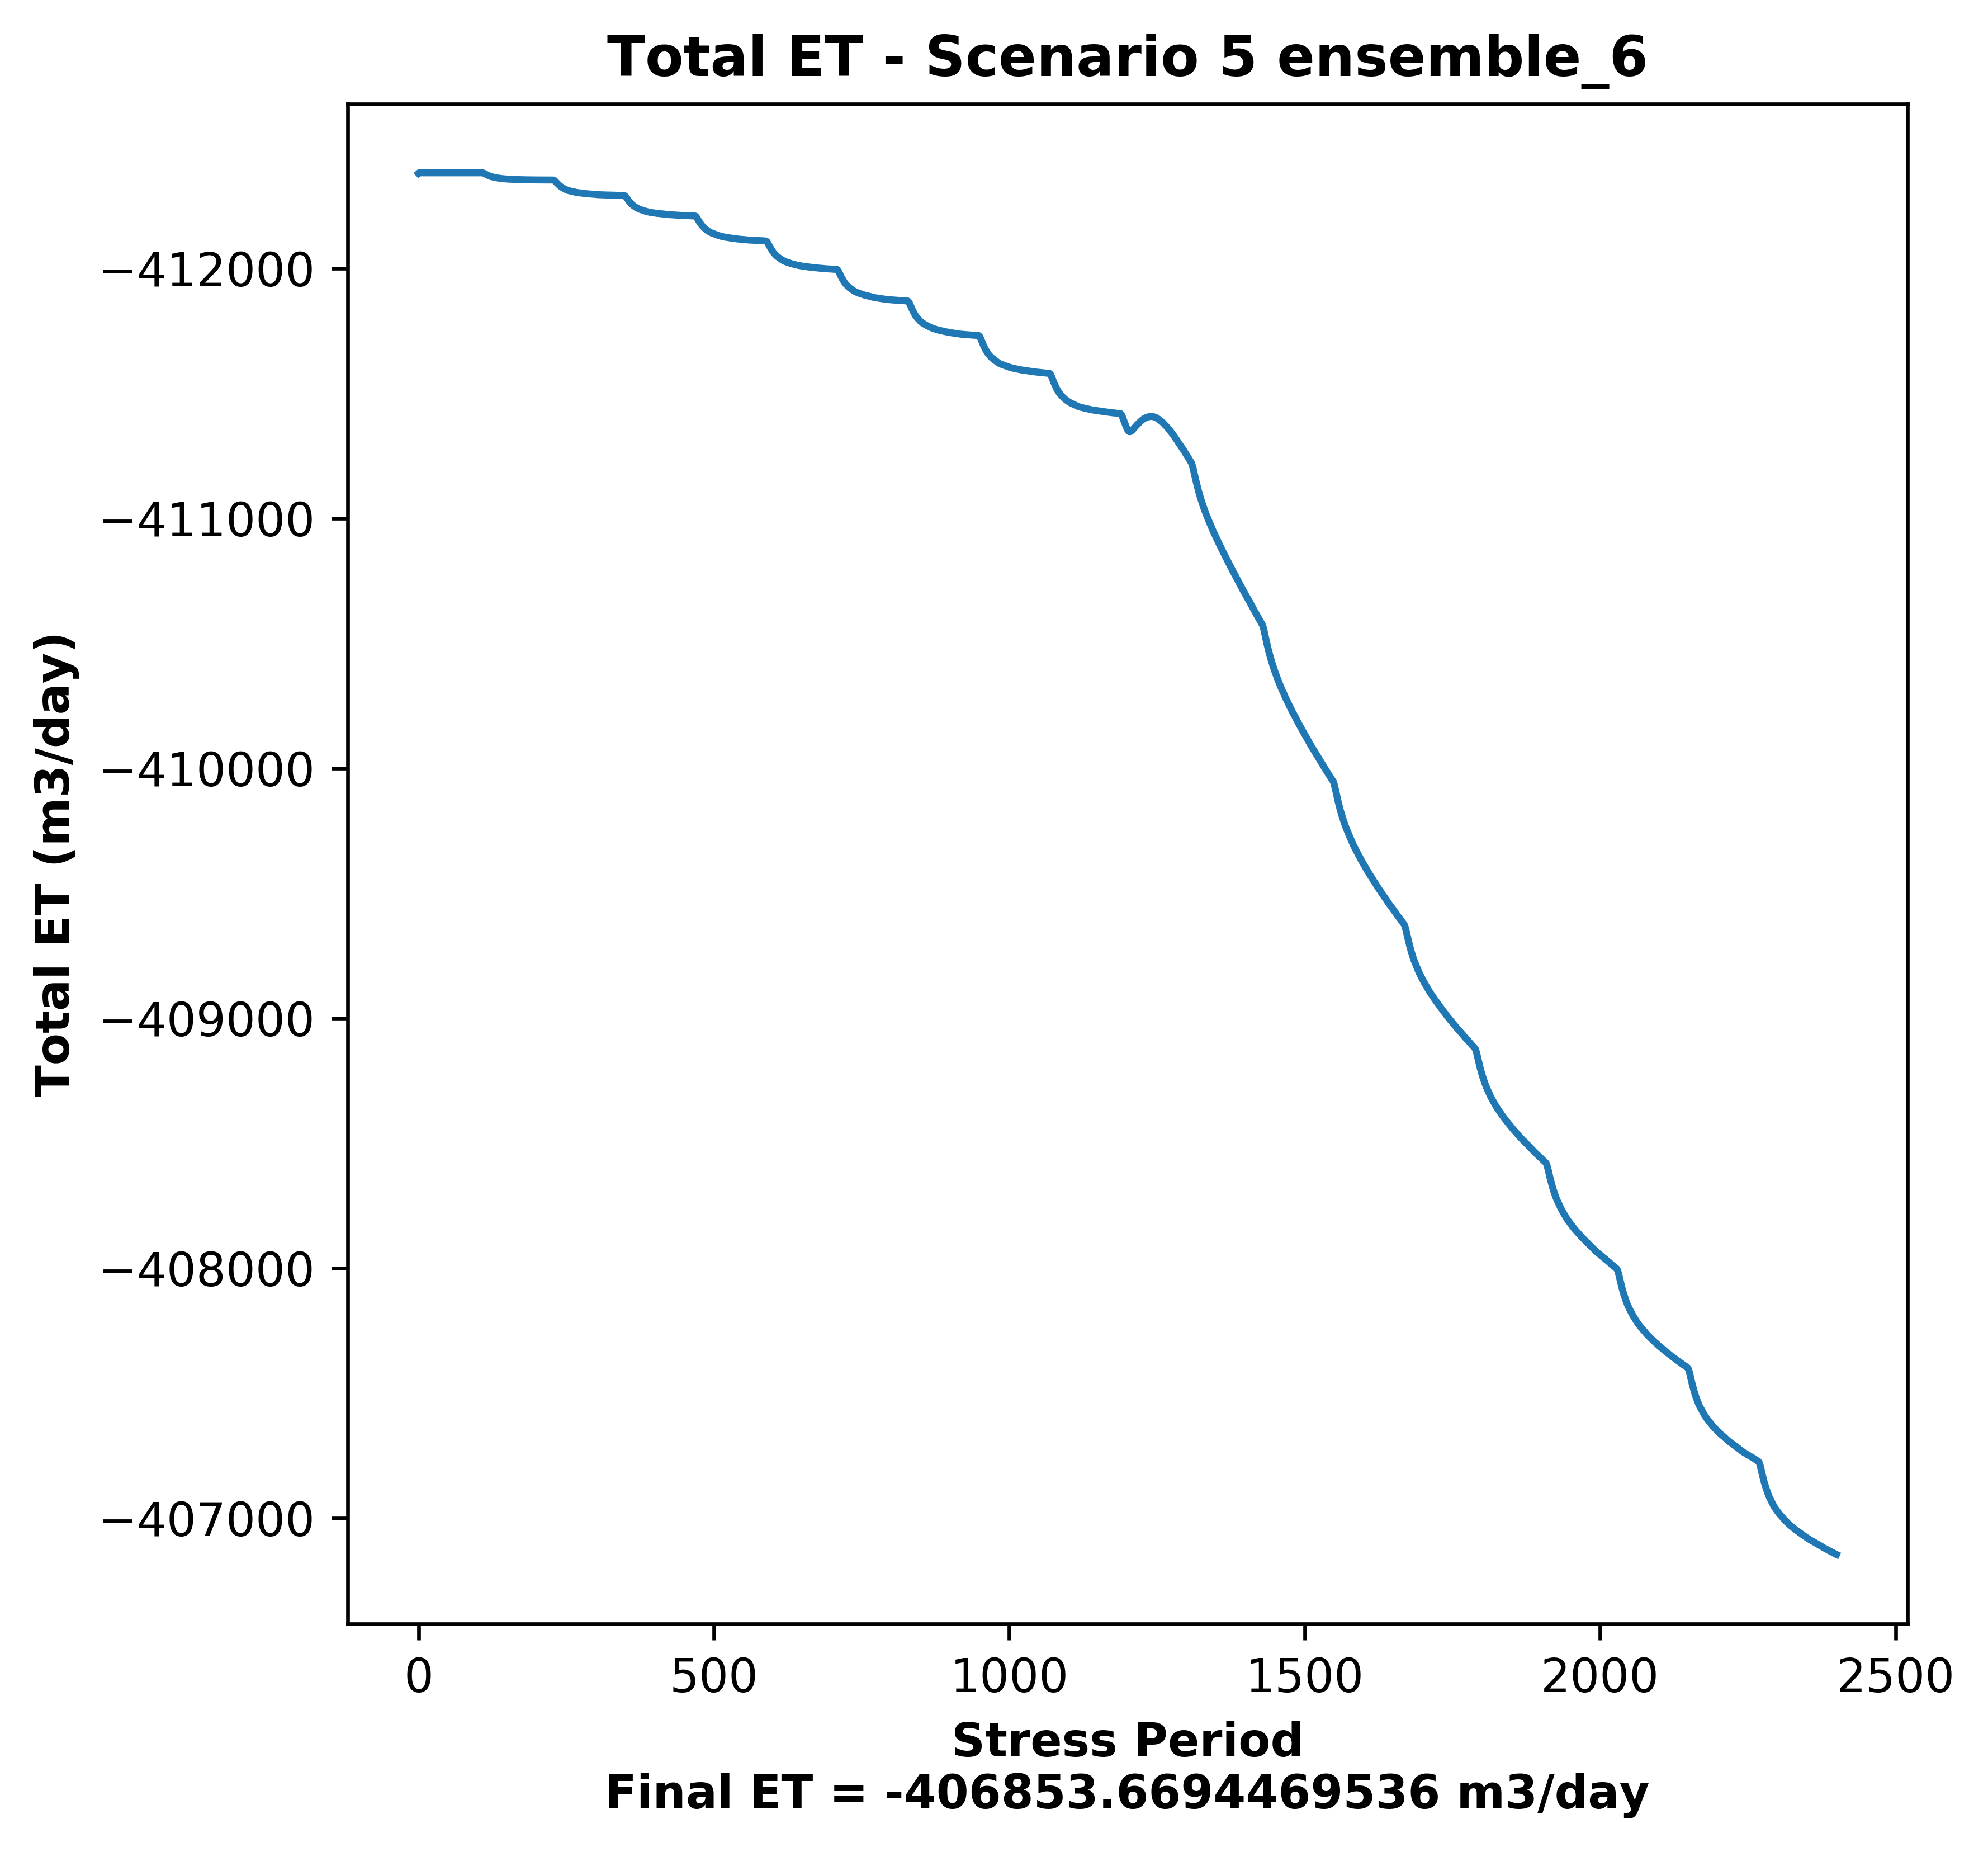 Total ET - Scenario 5 ensemble_6
Total ET (m3/day)
−412000
−411000
−410000
−409000
−408000
−407000
0 500 1000 1500 2000 2500
Stress Period
Final ET = -406853.6694469536 m3/day